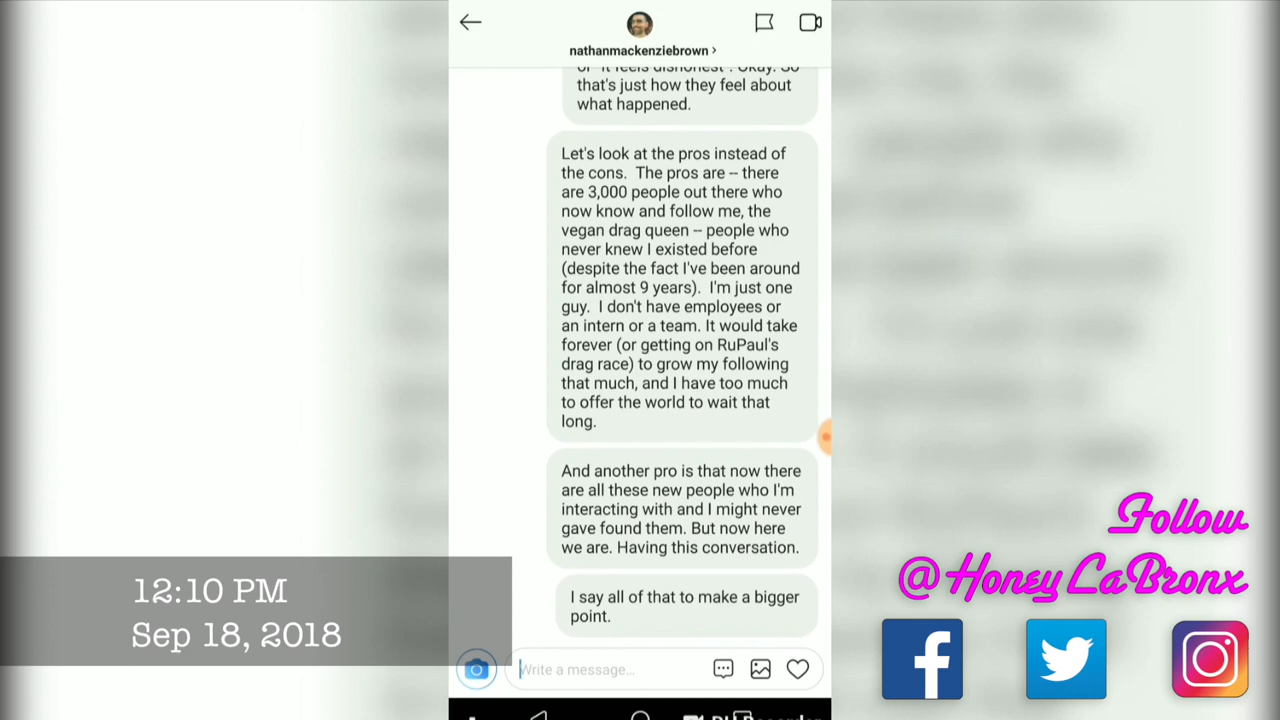 nathanmackenziebrown >
or "it feels dishonest". Okay. So
that's just how they feel about
what happened.
Let's look at the pros instead of
the cons. The pros are -- there
are 3,000 people out there who
now know and follow me, the
vegan drag queen -- people who
never knew I existed before
(despite the fact I've been around
for almost 9 years). I'm just one
guy. I don't have employees or
an intern or a team. It would take
forever (or getting on RuPaul's
drag race) to grow my following
that much, and I have too much
to offer the world to wait that
long.
And another pro is that now there
are all these new people who I'm
interacting with and I might never
gave found them. But now here
we are. Having this conversation.
I say all of that to make a bigger
point.
Write a message...
12:10 PM
Sep 18, 2018
Follow
@HoneyLaBronx